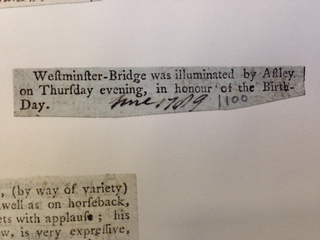 Weſtminſter-Bridge was illuminated by Aſtley
on Thurſday evening, in honour of the Birth-
Day. June 1789 1100
, (by way of variety)
well as on horſeback,
ets with applauſe; his
w, is very expreſſive,